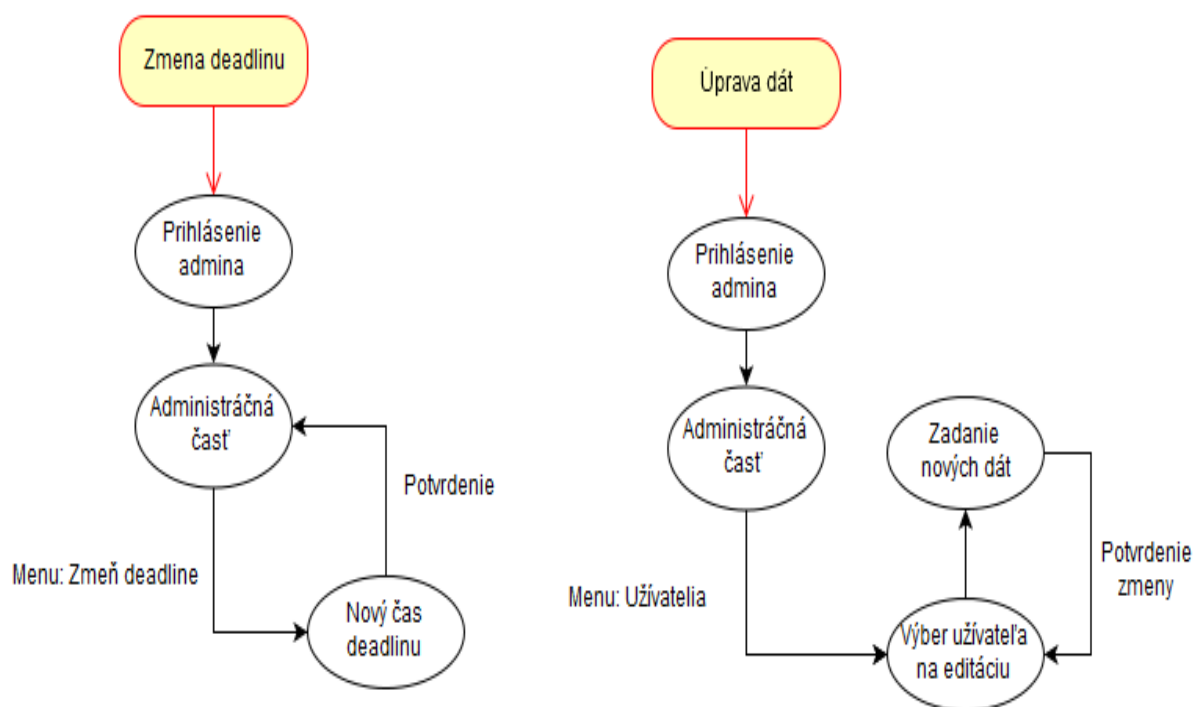 Zmena deadlinu
Prihlásenie
admina
Administráčná
časť
Potvrdenie
Menu: Zmeň deadline
Nový čas
deadlinu
Úprava dát
Prihlásenie
admina
Administráčná
časť
Zadanie
nových dát
Potvrdenie
zmeny
Menu: Užívatelia
Výber užívateľa
na editáciu